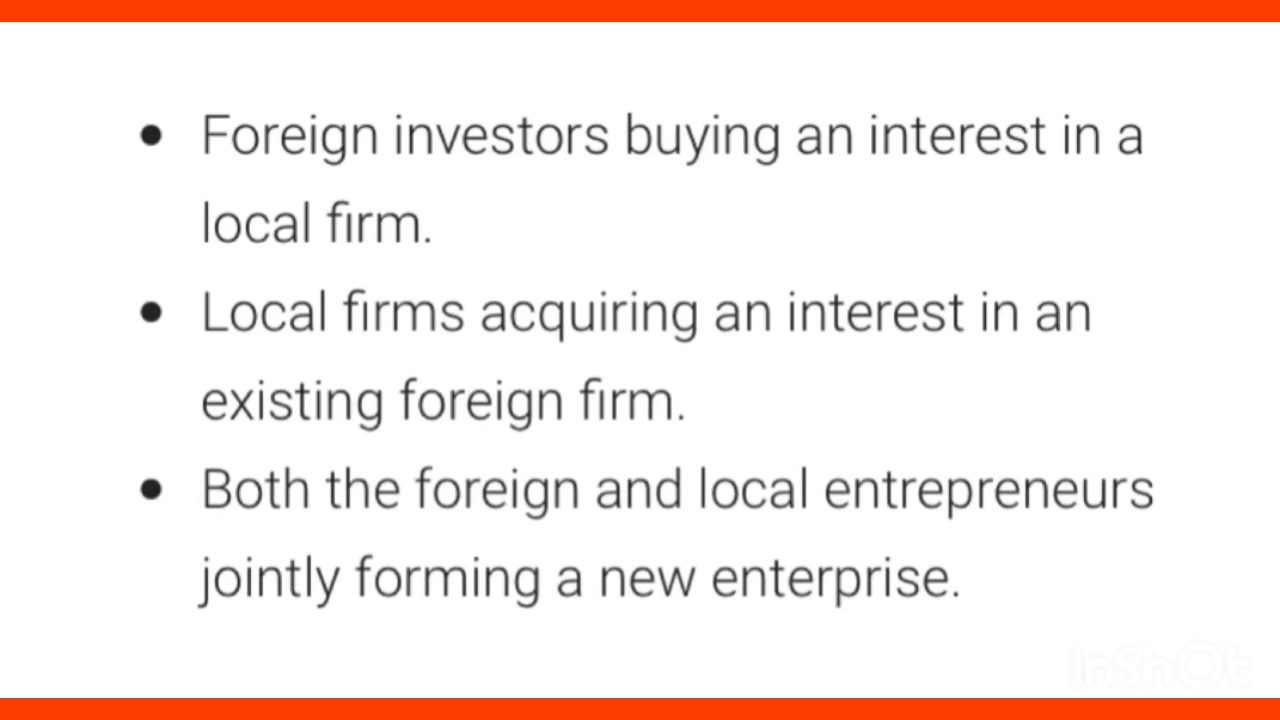 • Foreign investors buying an interest in a
local firm.
• Local firms acquiring an interest in an
existing foreign firm.
• Both the foreign and local entrepreneurs
jointly forming a new enterprise.
InShOt